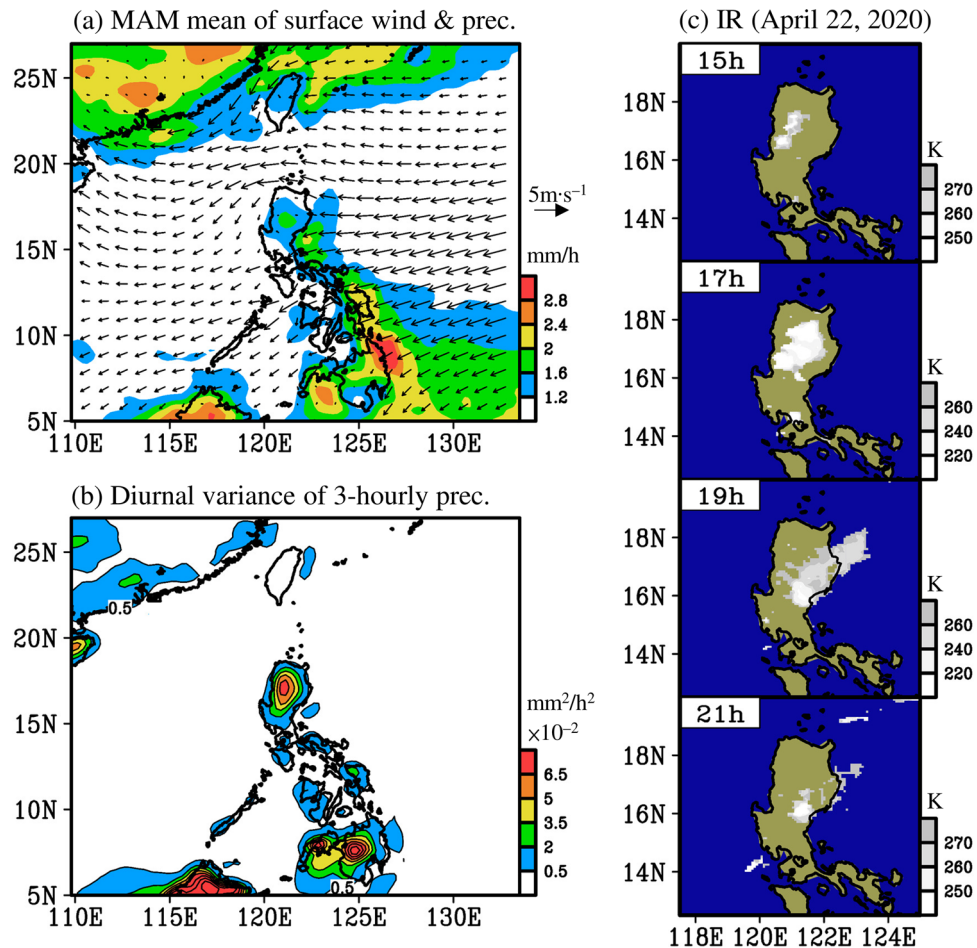 (a) MAM mean of surface wind & prec.
25N
20N
15N
10N
5N
110E 115E 120E 125E 130E
5m·s⁻¹
mm/h
2.8
2.4
2
1.6
1.2
(b) Diurnal variance of 3-hourly prec.
25N
20N
15N
10N
5N
0.5
0.5
110E 115E 120E 125E 130E
mm²/h²
×10⁻²
6.5
5
3.5
2
0.5
(c) IR (April 22, 2020)
15h
18N
16N
14N
K
270
260
250
17h
18N
16N
14N
K
260
240
220
19h
18N
16N
14N
K
260
240
220
21h
18N
16N
14N
K
270
260
250
118E 120E 122E 124E